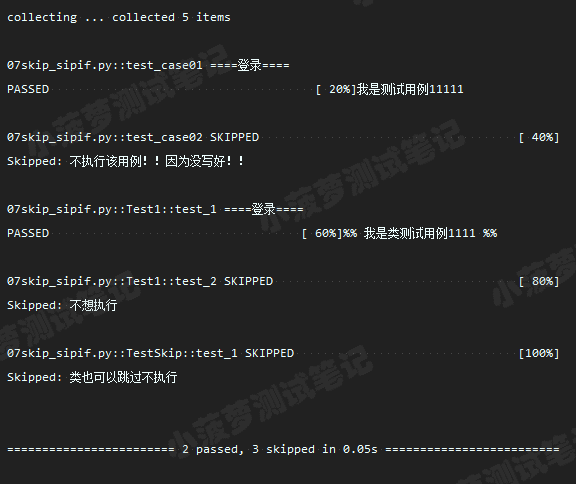 collecting ... collected 5 items
07skip_sipif.py::test_case01 ====登录====
PASSED [ 20%]我是测试用例11111
07skip_sipif.py::test_case02 SKIPPED [ 40%]
Skipped: 不执行该用例！！因为没写好！！
07skip_sipif.py::Test1::test_1 ====登录====
PASSED [ 60%]%% 我是类测试用例1111 %%
07skip_sipif.py::Test1::test_2 SKIPPED [ 80%]
Skipped: 不想执行
07skip_sipif.py::TestSkip::test_1 SKIPPED [100%]
Skipped: 类也可以跳过不执行
======================== 2 passed, 3 skipped in 0.05s =========================
小菠萝测试笔记
小菠萝测试笔记
小菠萝测试笔记